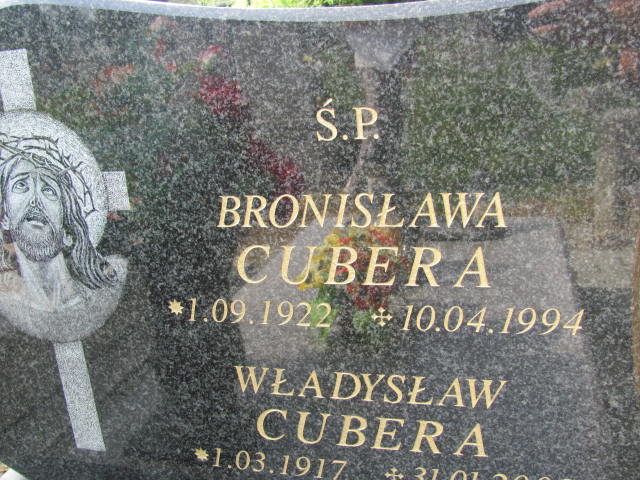 Ś.P.
BRONISŁAWA
CUBERA
*1.09.1922 ✢10.04.1994
WŁADYSŁAW
CUBERA
*1.03.1917